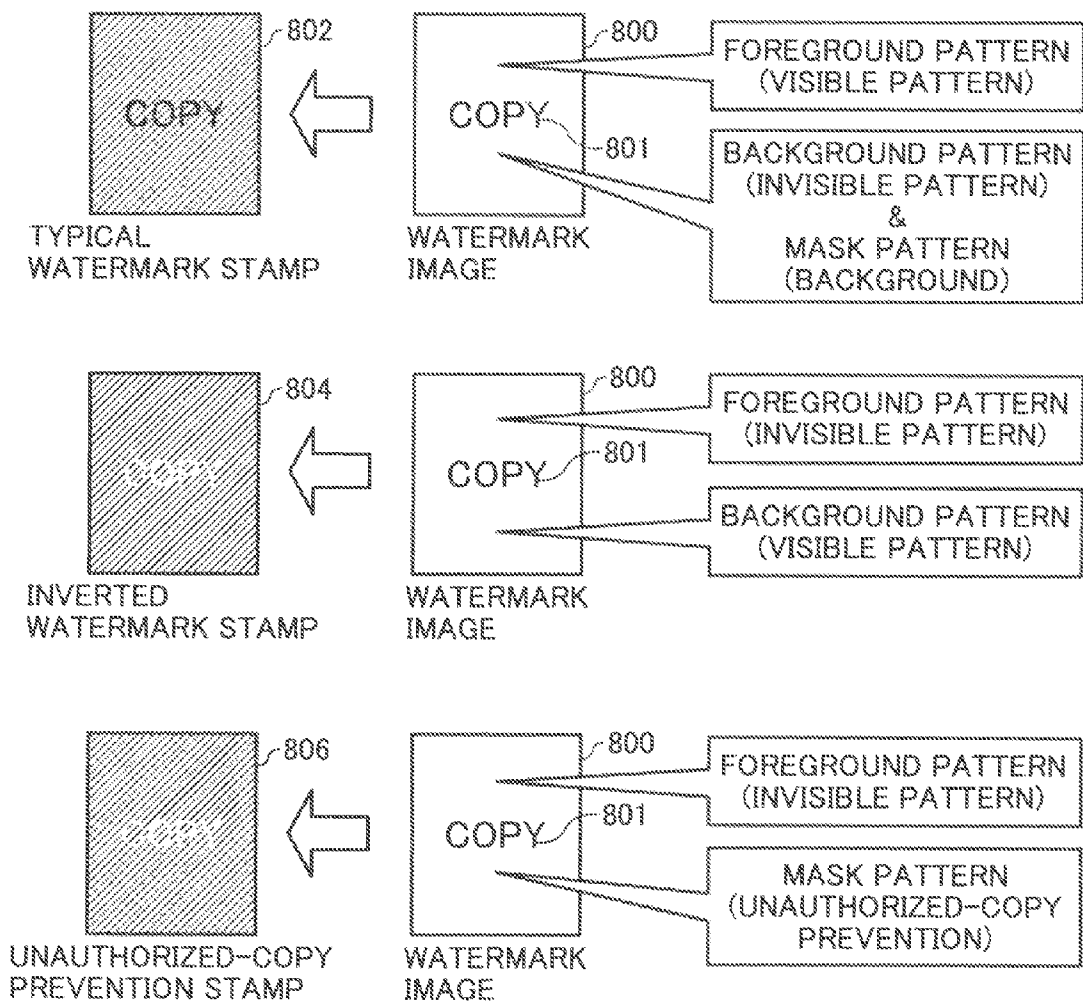 COPY
802
TYPICAL
WATERMARK STAMP
COPY
800
801
WATERMARK
IMAGE
FOREGROUND PATTERN
(VISIBLE PATTERN)
BACKGROUND PATTERN
(INVISIBLE PATTERN)
&
MASK PATTERN
(BACKGROUND)
COPY
804
INVERTED
WATERMARK STAMP
COPY
800
801
WATERMARK
IMAGE
FOREGROUND PATTERN
(INVISIBLE PATTERN)
BACKGROUND PATTERN
(VISIBLE PATTERN)
COPY
806
UNAUTHORIZED-COPY
PREVENTION STAMP
COPY
800
801
WATERMARK
IMAGE
FOREGROUND PATTERN
(INVISIBLE PATTERN)
MASK PATTERN
(UNAUTHORIZED-COPY
PREVENTION)